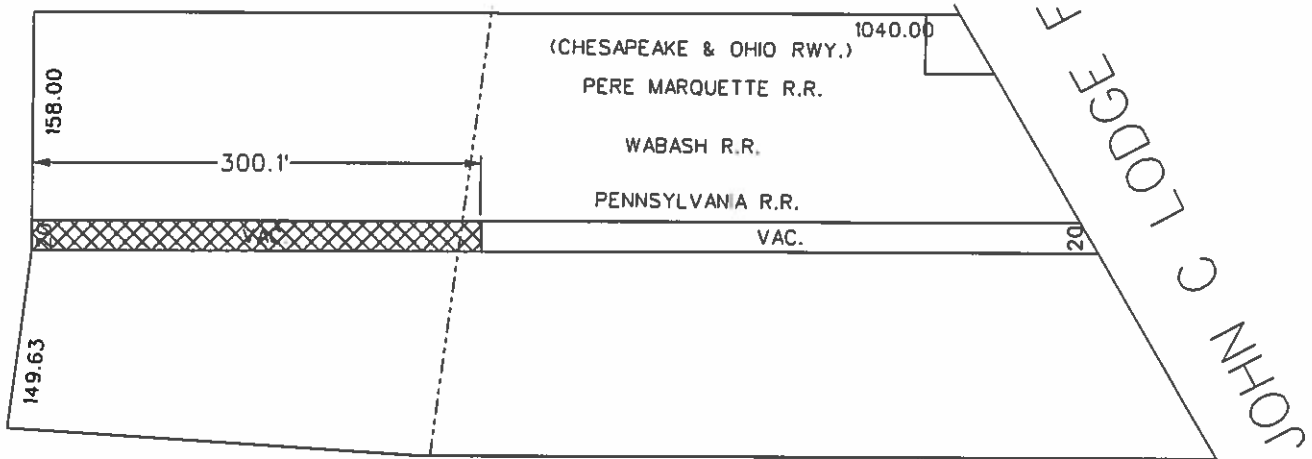 1040.00
(CHESAPEAKE & OHIO RWY.)
PERE MARQUETTE R.R.
158.00
WABASH R.R.
300.1'
PENNSYLVANIA R.R.
20
VAC.
VAC.
20
149.63
JOHN C LODGE F